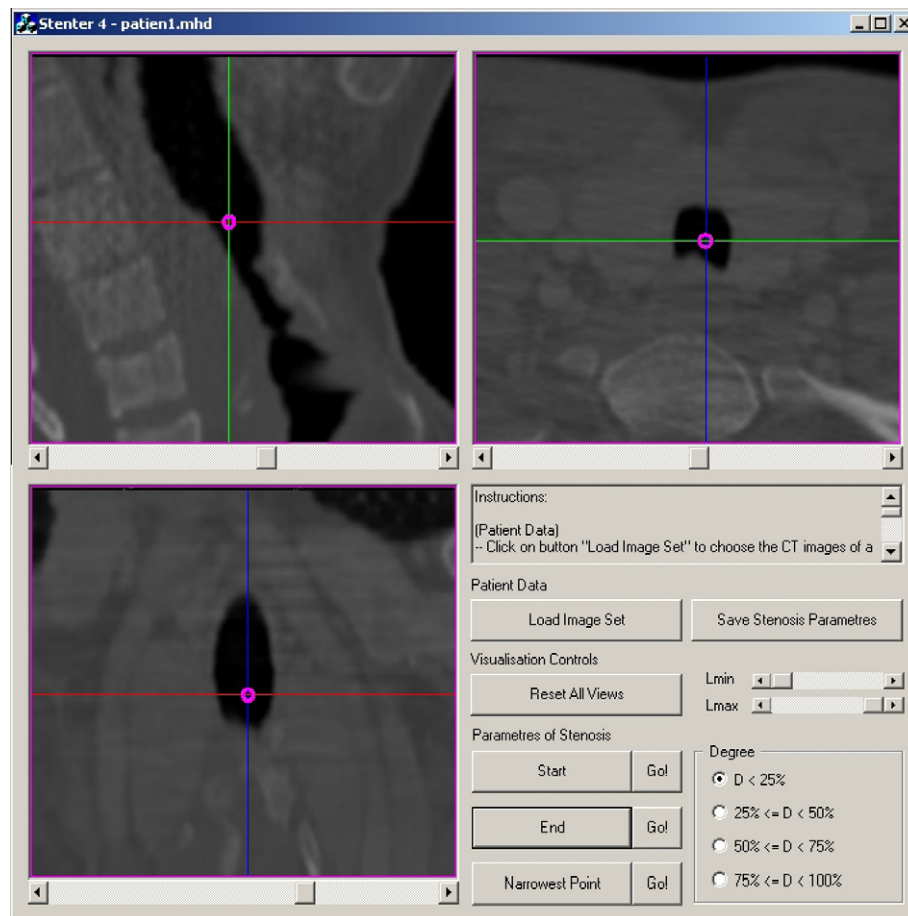 Stenter 4 - patien1.mhd
Instructions:
(Patient Data)
-- Click on button "Load Image Set" to choose the CT images of a
Patient Data
Load Image Set
Save Stenosis Parametres
Visualisation Controls
Reset All Views
Lmin
Lmax
Parametres of Stenosis
Start
Go!
End
Go!
Narrowest Point
Go!
Degree
D < 25%
25% <= D < 50%
50% <= D < 75%
75% <= D < 100%